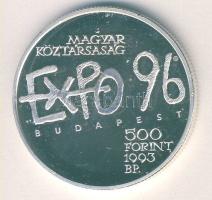 MAGYAR
KÖZTÁRSASÁG
EXPO 96
BUDAPEST
500
FORINT
1993
BP.